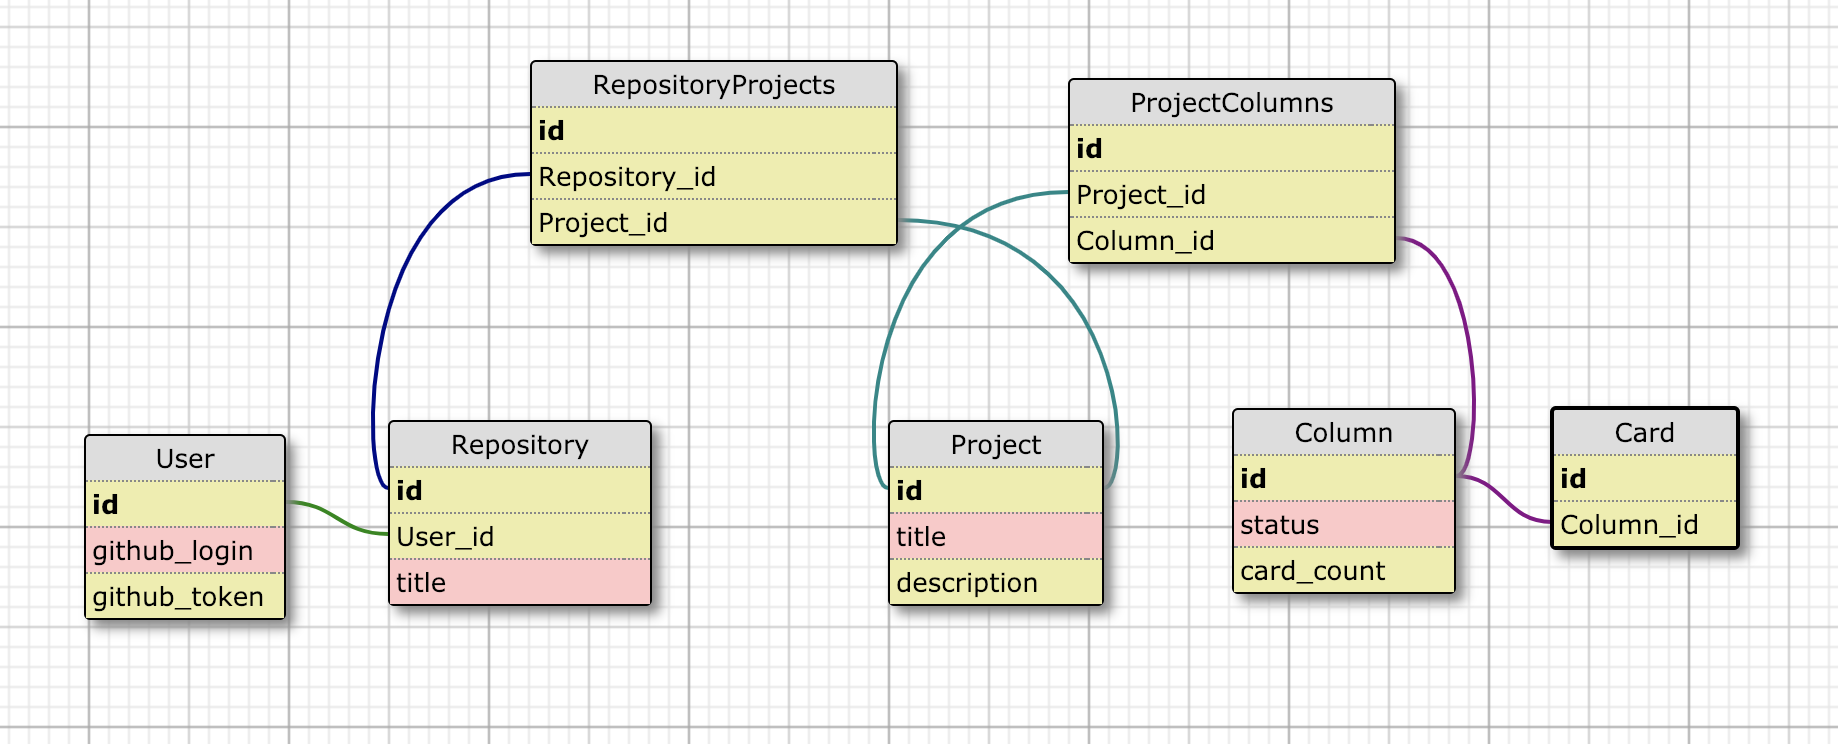 RepositoryProjects
id
Repository_id
Project_id
ProjectColumns
id
Project_id
Column_id
User
id
github_login
github_token
Repository
id
User_id
title
Project
id
title
description
Column
id
status
card_count
Card
id
Column_id